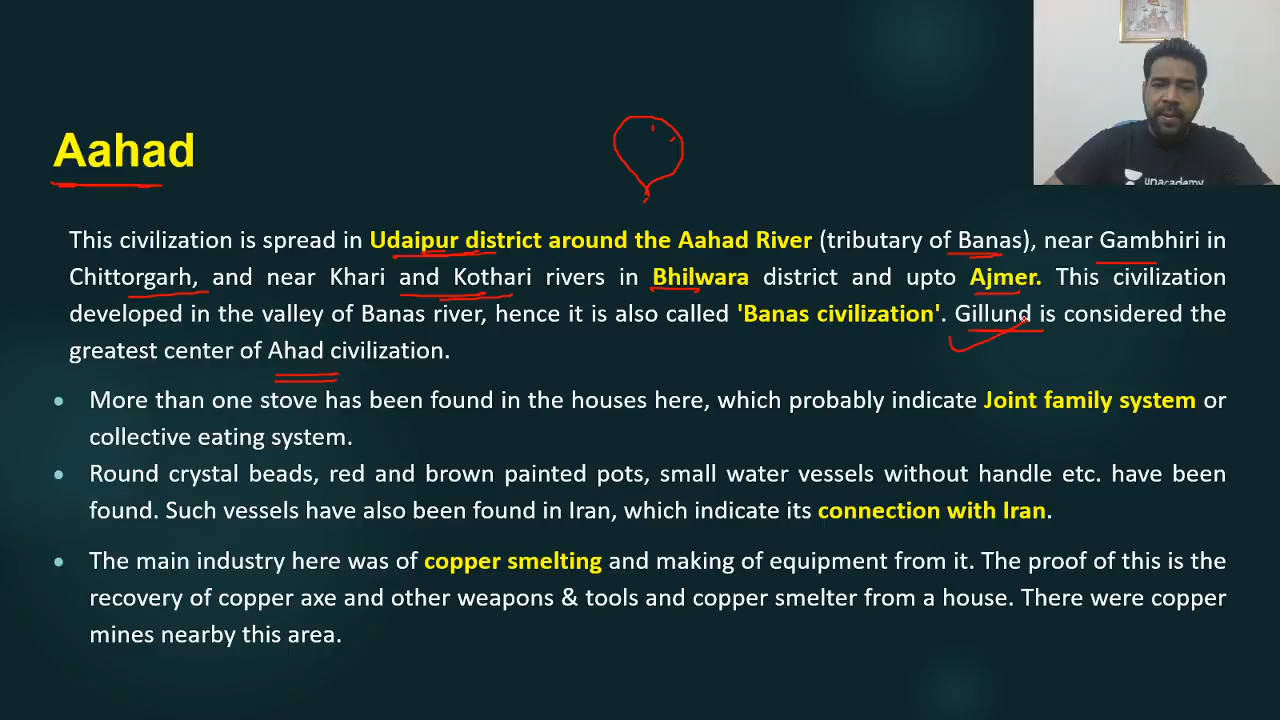 Aahad
unacademy
This civilization is spread in Udaipur district around the Aahad River (tributary of Banas), near Gambhiri in
Chittorgarh, and near Khari and Kothari rivers in Bhilwara district and upto Ajmer. This civilization
developed in the valley of Banas river, hence it is also called 'Banas civilization'. Gillund is considered the
greatest center of Ahad civilization.
• More than one stove has been found in the houses here, which probably indicate Joint family system or
collective eating system.
• Round crystal beads, red and brown painted pots, small water vessels without handle etc. have been
found. Such vessels have also been found in Iran, which indicate its connection with Iran.
• The main industry here was of copper smelting and making of equipment from it. The proof of this is the
recovery of copper axe and other weapons & tools and copper smelter from a house. There were copper
mines nearby this area.